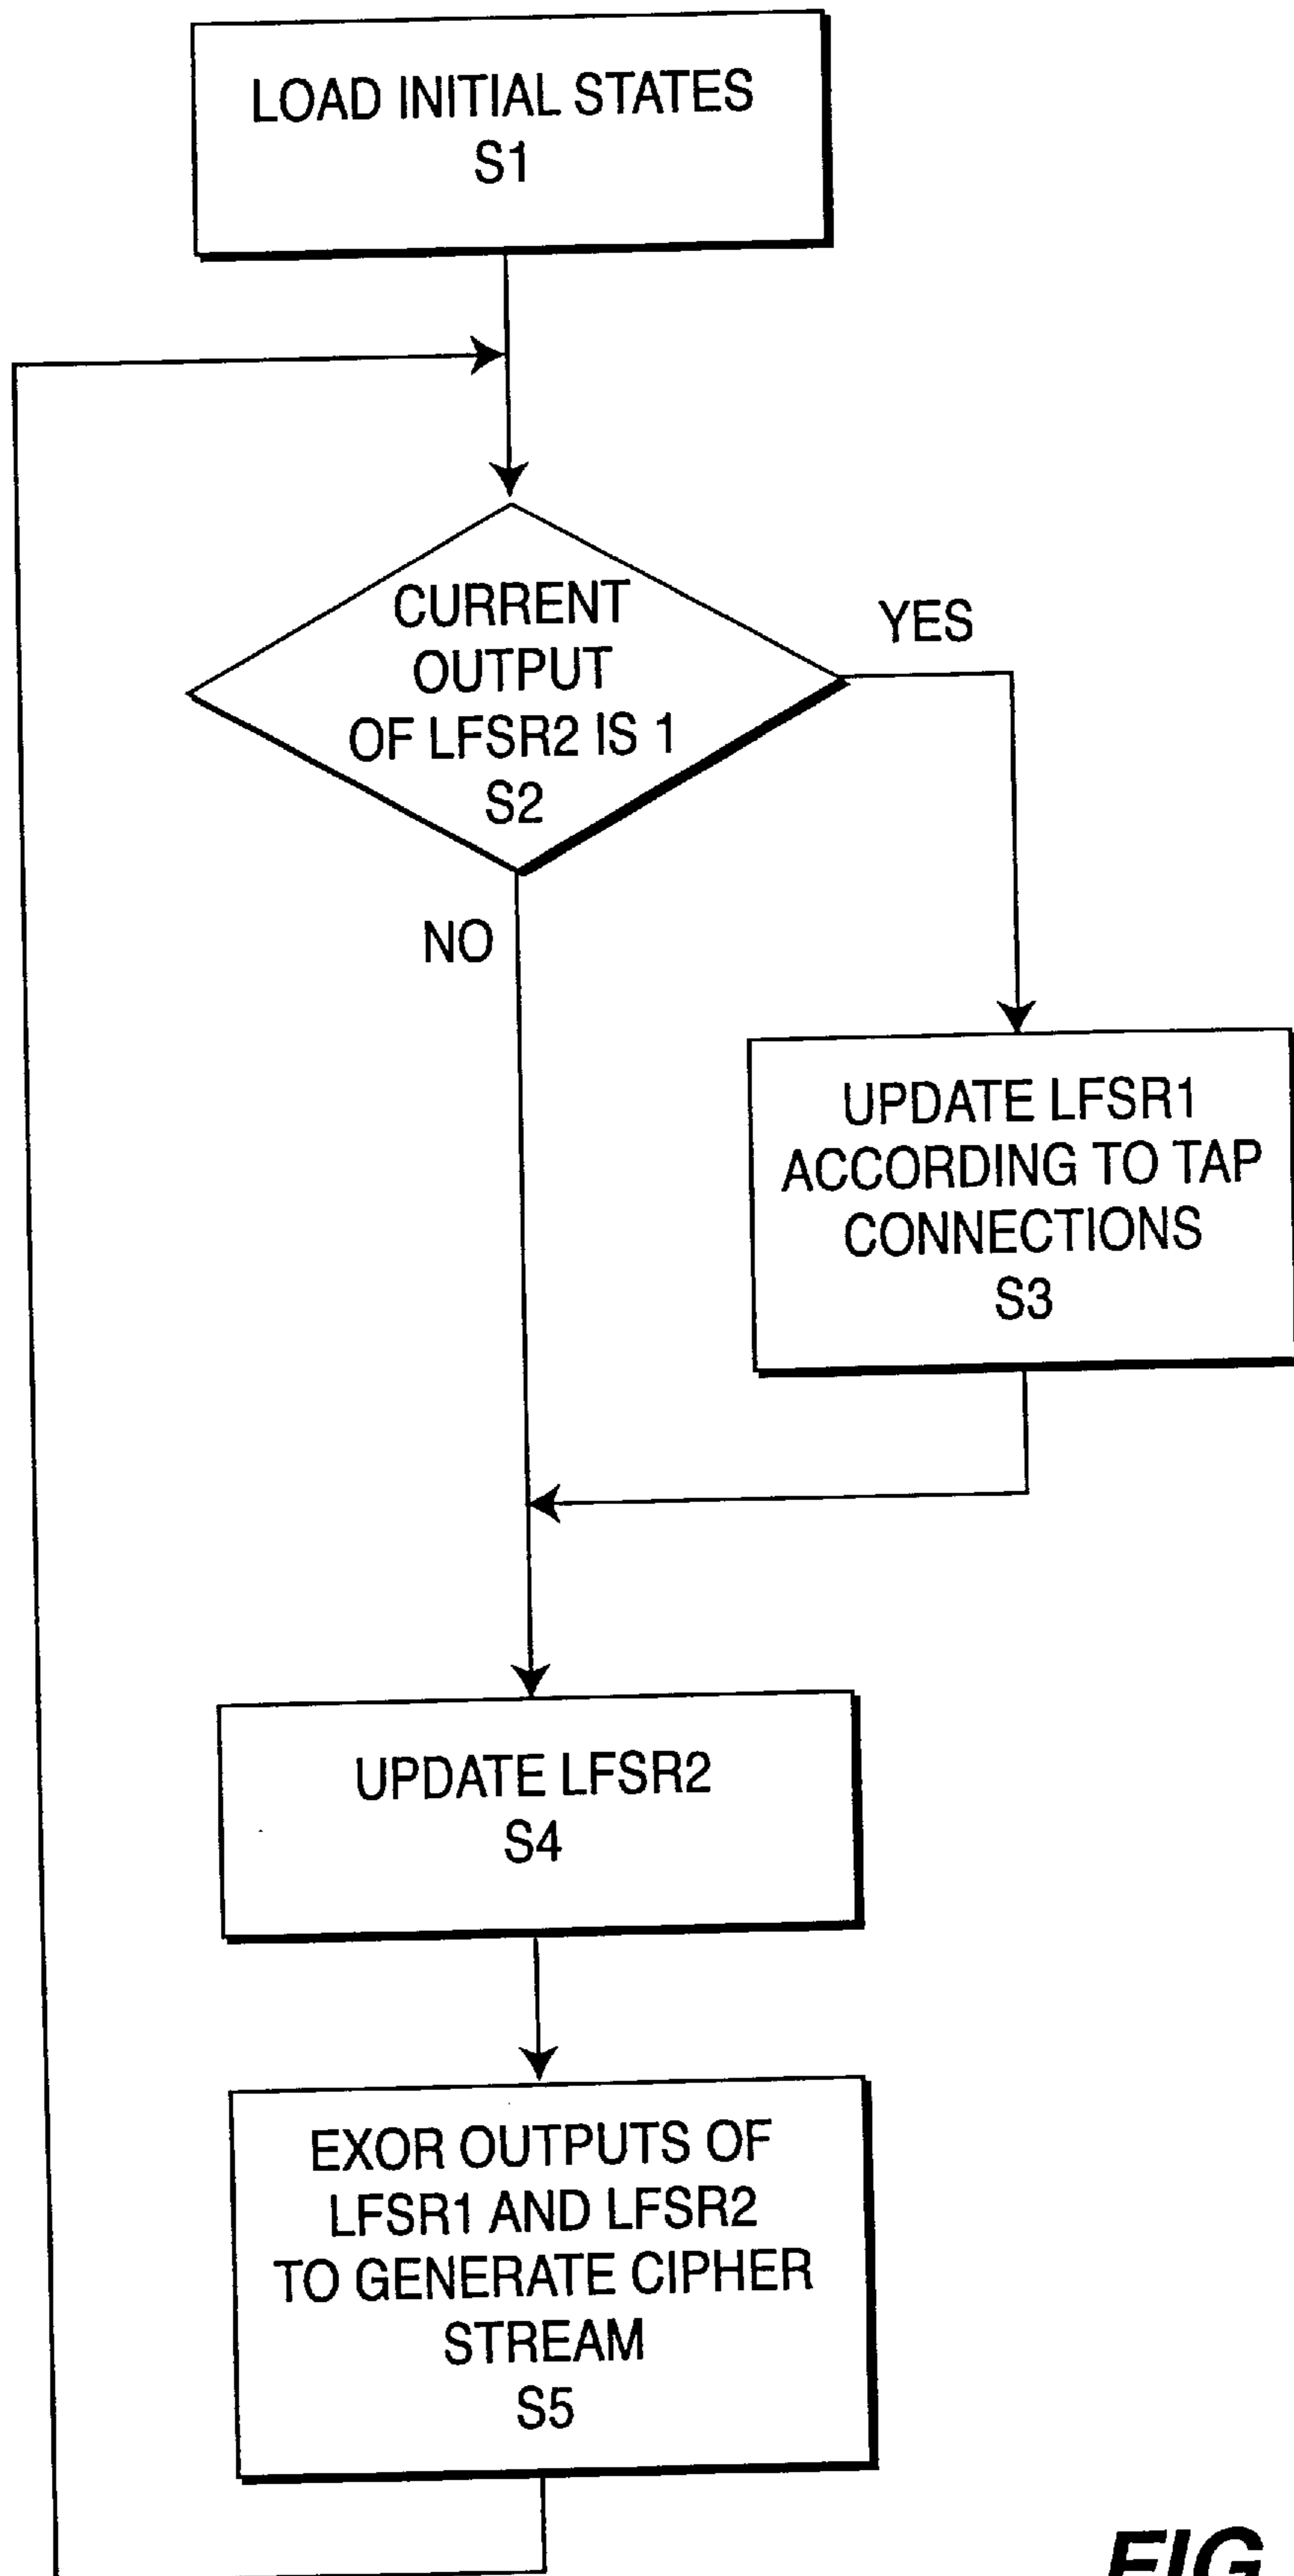 LOAD INITIAL STATES
S1
CURRENT
OUTPUT
OF LFSR2 IS 1
S2
YES
NO
UPDATE LFSR1
ACCORDING TO TAP
CONNECTIONS
S3
UPDATE LFSR2
S4
EXOR OUTPUTS OF
LFSR1 AND LFSR2
TO GENERATE CIPHER
STREAM
S5
FIG